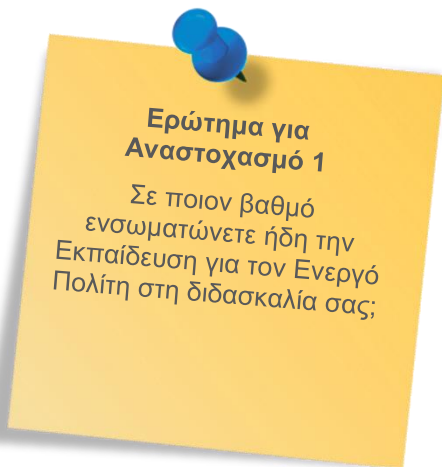 Ερώτημα για
Αναστοχασμό 1
Σε ποιον βαθμό
ενσωματώνετε ήδη την
Εκπαίδευση για τον Ενεργό
Πολίτη στη διδασκαλία σας;